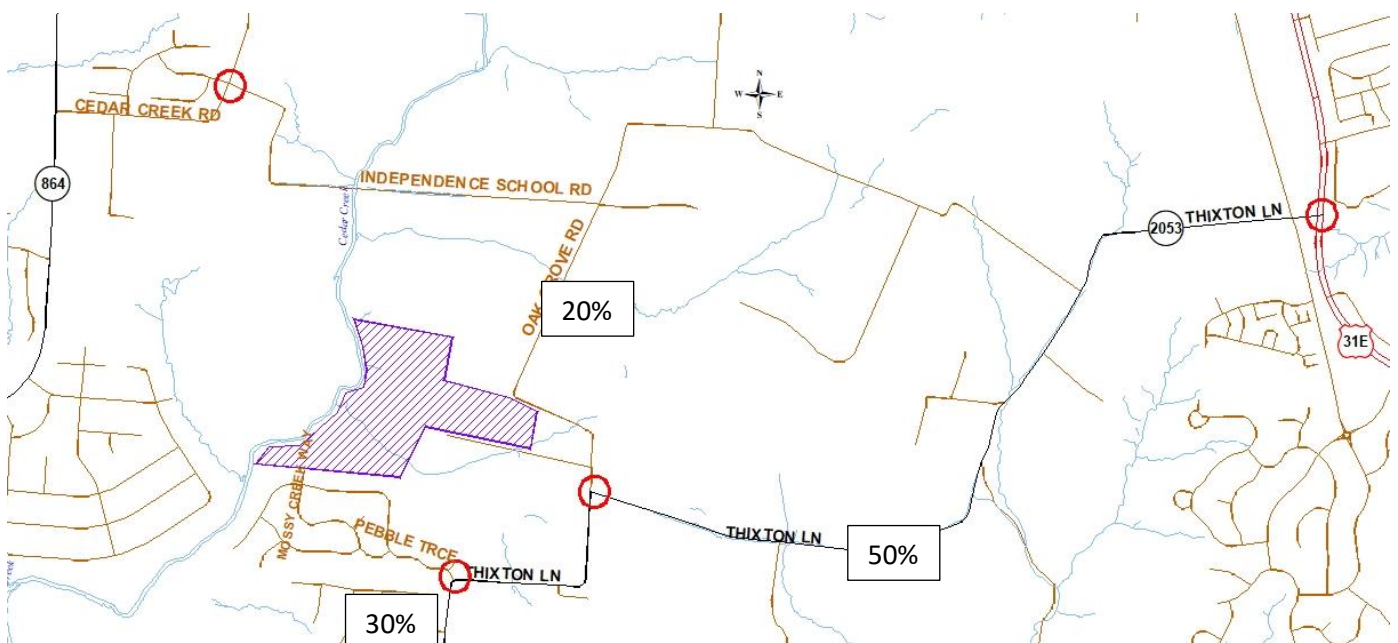 N
W E
S
CEDAR CREEK RD
864
INDEPENDENCE SCHOOL RD
Cedar Creek
THIXTON LN
2053
OAK GROVE RD
20%
31E
MOSSY CREEK WAY
PEBBLE TRCE
THIXTON LN
50%
THIXTON LN
30%